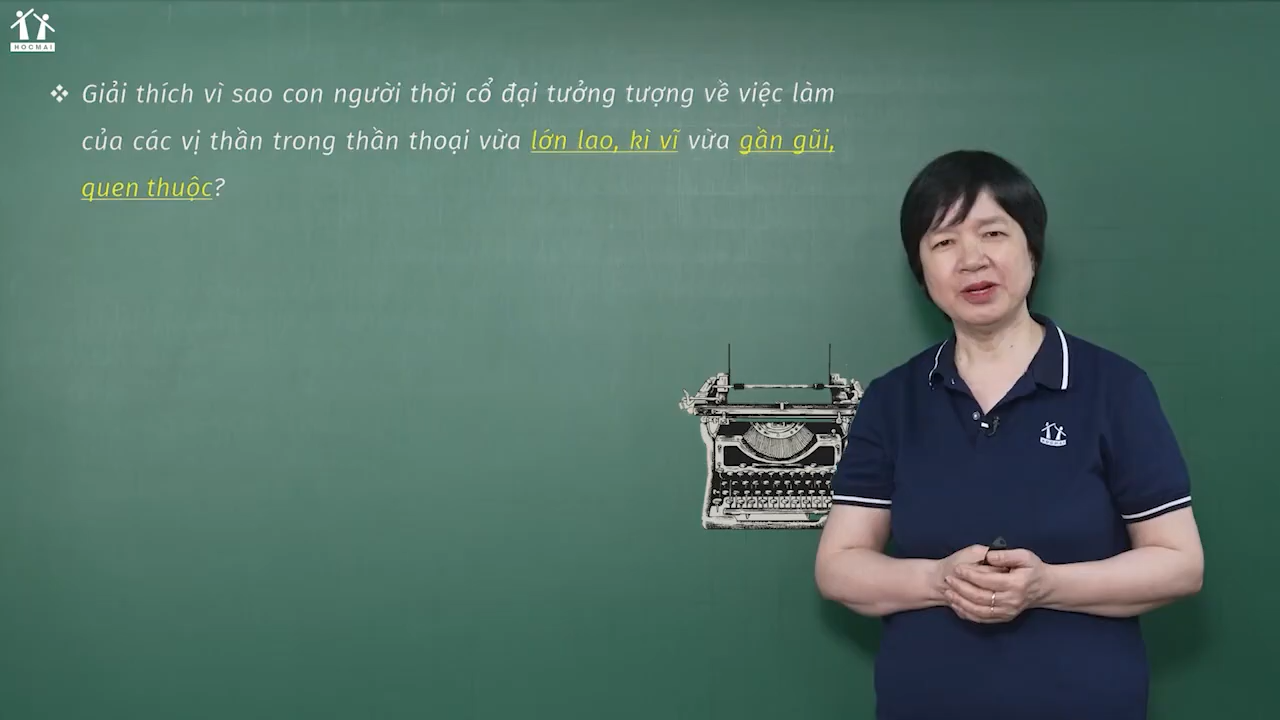 HOCMAI
❖ Giải thích vì sao con người thời cổ đại tưởng tượng về việc làm
của các vị thần trong thần thoại vừa lớn lao, kì vĩ vừa gần gũi,
quen thuộc?
HOCMAI